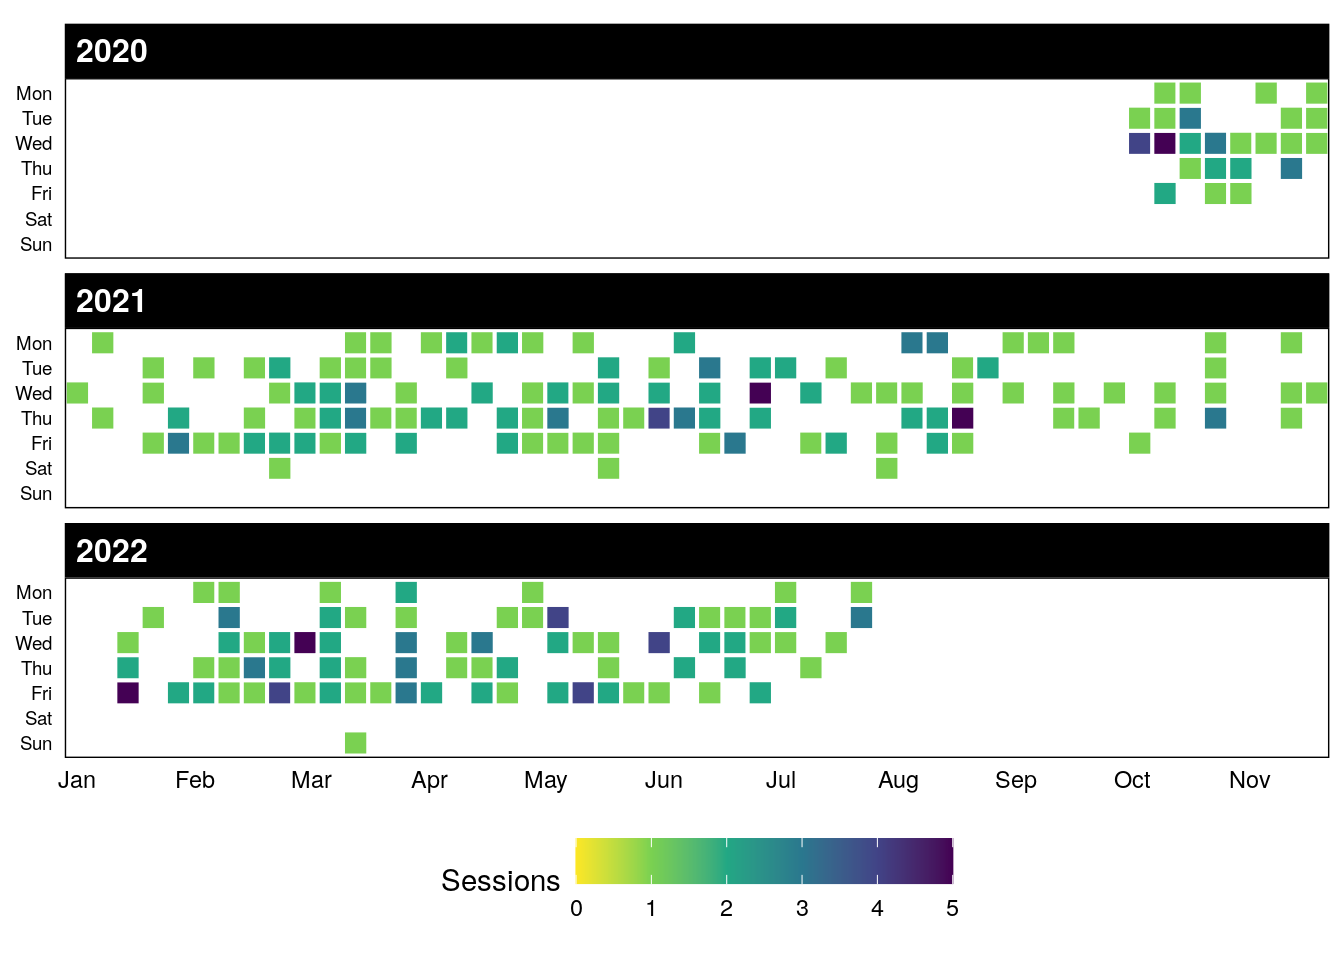 2020
Mon
Tue
Wed
Thu
Fri
Sat
Sun
2021
Mon
Tue
Wed
Thu
Fri
Sat
Sun
2022
Mon
Tue
Wed
Thu
Fri
Sat
Sun
Jan Feb Mar Apr May Jun Jul Aug Sep Oct Nov
Sessions
0 1 2 3 4 5